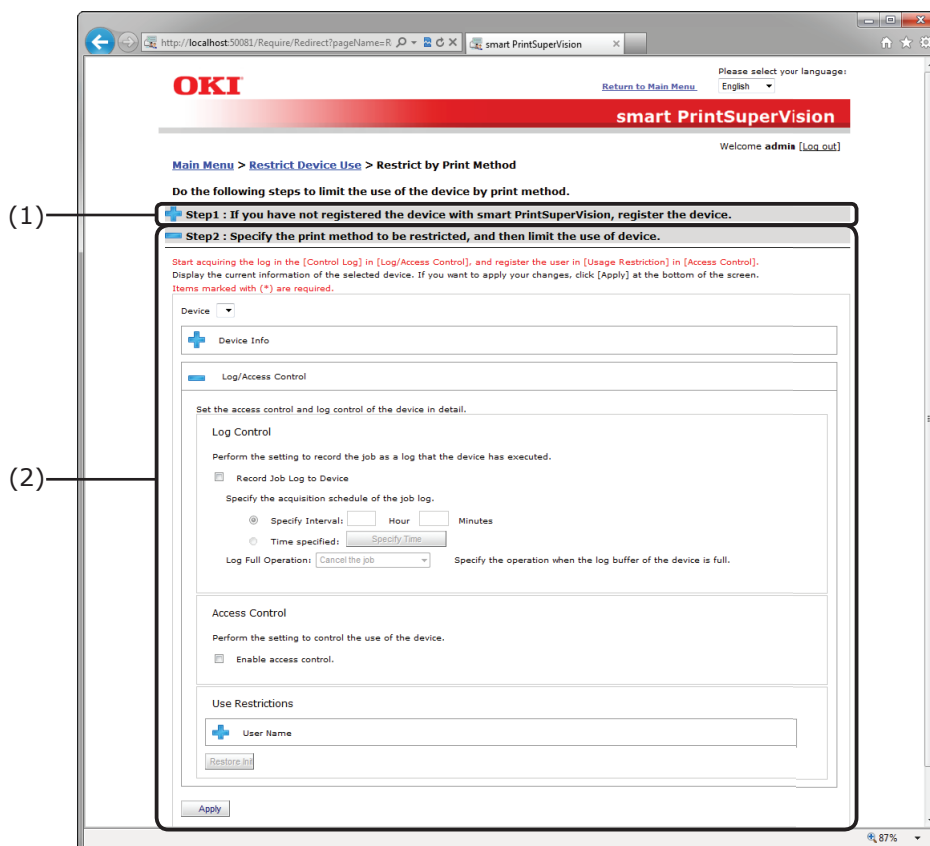 http://localhost:50081/Require/Redirect?pageName=R
smart PrintSuperVision
OKI
Return to Main Menu
Please select your language:
English
smart PrintSuperVision
Welcome admin [Log out]
Main Menu > Restrict Device Use > Restrict by Print Method
Do the following steps to limit the use of the device by print method.
(1)
Step1 : If you have not registered the device with smart PrintSuperVision, register the device.
Step2 : Specify the print method to be restricted, and then limit the use of device.
Start acquiring the log in the [Control Log] in [Log/Access Control], and register the user in [Usage Restriction] in [Access Control].
Display the current information of the selected device. If you want to apply your changes, click [Apply] at the bottom of the screen.
Items marked with (*) are required.
Device
Device Info
Log/Access Control
Set the access control and log control of the device in detail.
Log Control
Perform the setting to record the job as a log that the device has executed.
(2)
Record Job Log to Device
Specify the acquisition schedule of the job log.
Specify Interval: Hour Minutes
Time specified: Specify Time
Log Full Operation: Cancel the job Specify the operation when the log buffer of the device is full.
Access Control
Perform the setting to control the use of the device.
Enable access control.
Use Restrictions
User Name
Restore Init
Apply
87%